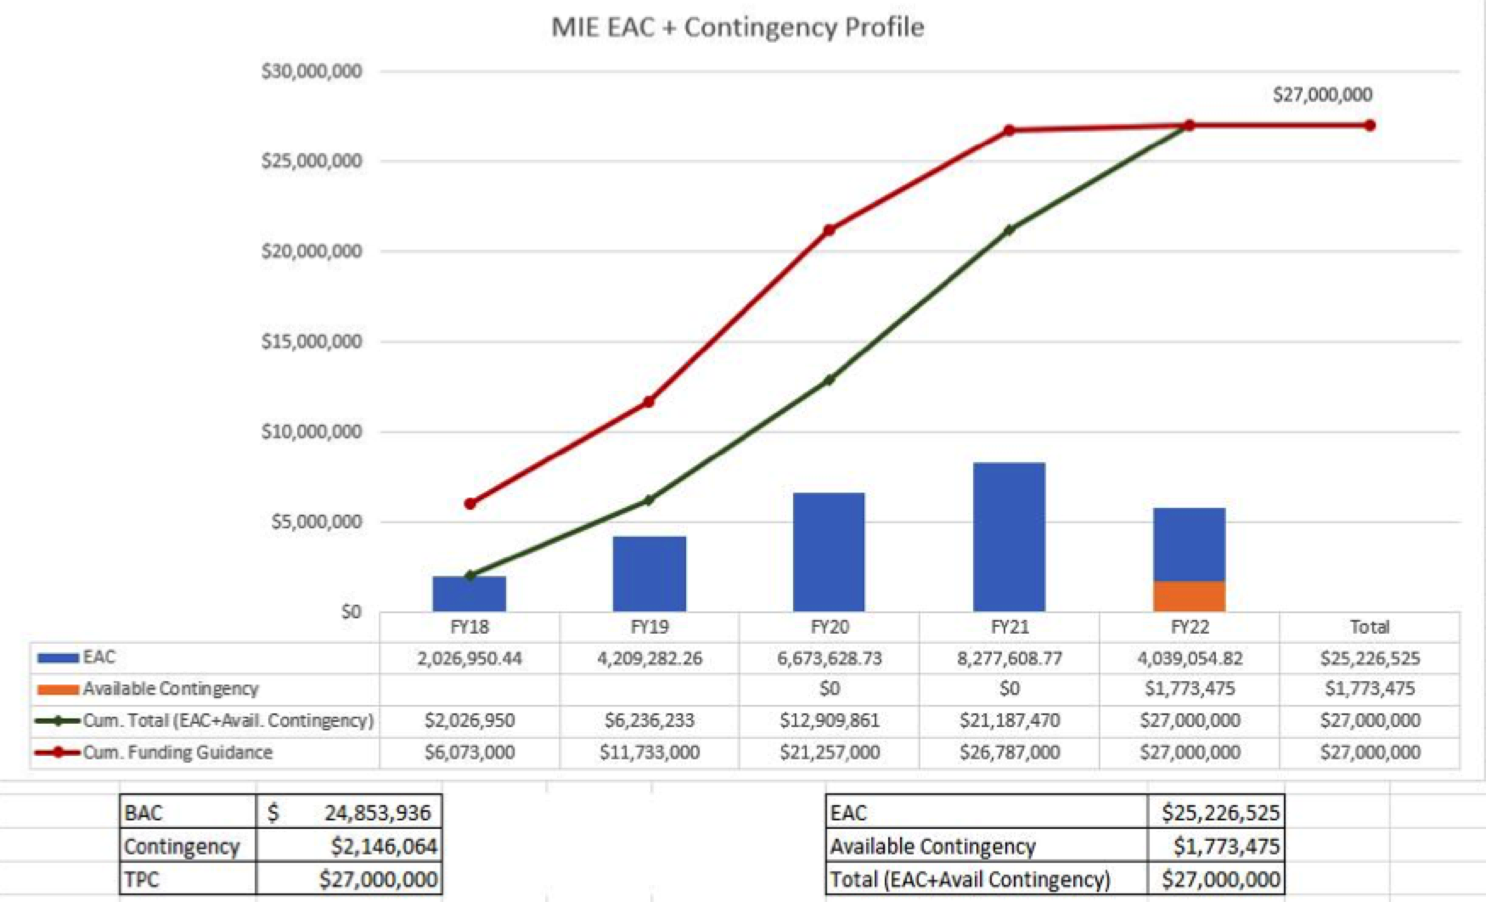 MIE EAC + Contingency Profile
$30,000,000
$27,000,000
$25,000,000
$20,000,000
$15,000,000
$10,000,000
$5,000,000
$0
FY18 FY19 FY20 FY21 FY22 Total
EAC 2,026,950.44 4,209,282.26 6,673,628.73 8,277,608.77 4,039,054.82 $25,226,525
Available Contingency $0 $0 $1,773,475 $1,773,475
Cum. Total (EAC+Avail. Contingency) $2,026,950 $6,236,233 $12,909,861 $21,187,470 $27,000,000 $27,000,000
Cum. Funding Guidance $6,073,000 $11,733,000 $21,257,000 $26,787,000 $27,000,000 $27,000,000
BAC $ 24,853,936
Contingency $2,146,064
TPC $27,000,000
EAC $25,226,525
Available Contingency $1,773,475
Total (EAC+Avail Contingency) $27,000,000